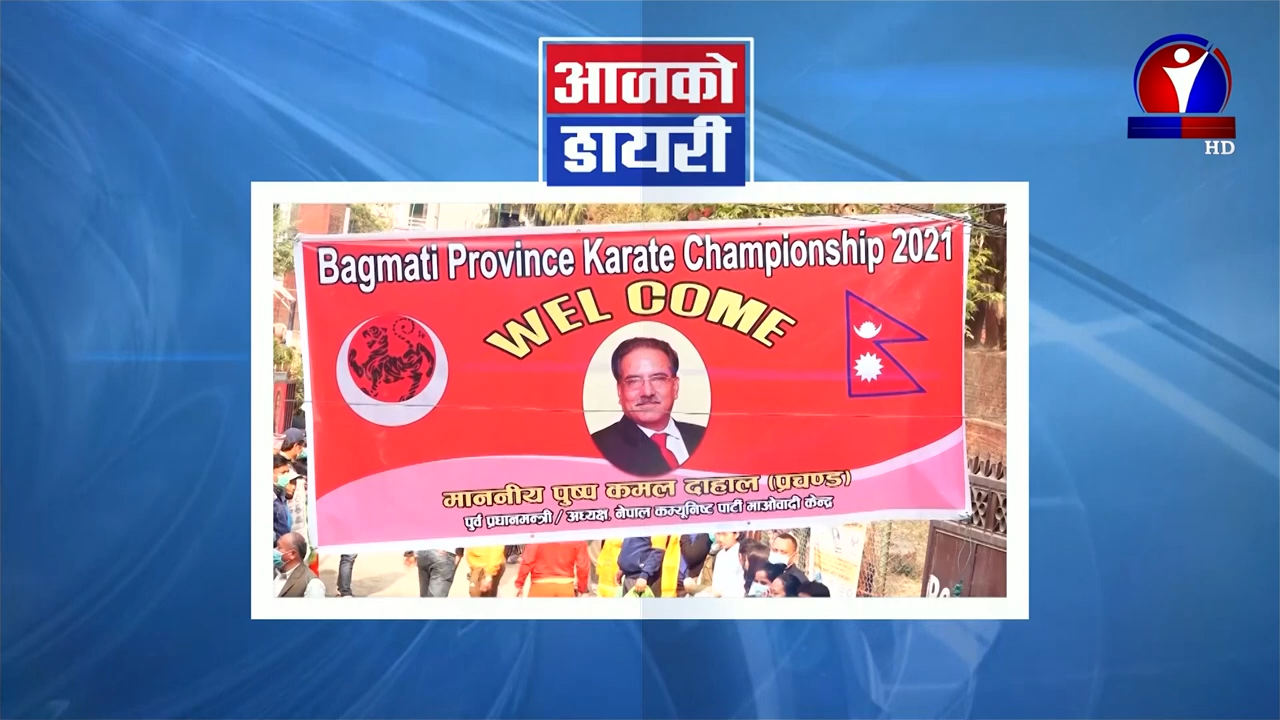 आजको
डायरी
HD
Bagmati Province Karate Championship 2021
WEL COME
माननीय पुष्प कमल दाहाल (प्रचण्ड)
पुर्व प्रधानमन्त्री / अध्यक्ष, नेपाल कम्यूनिष्ट पार्टी माओवादी केन्द्र